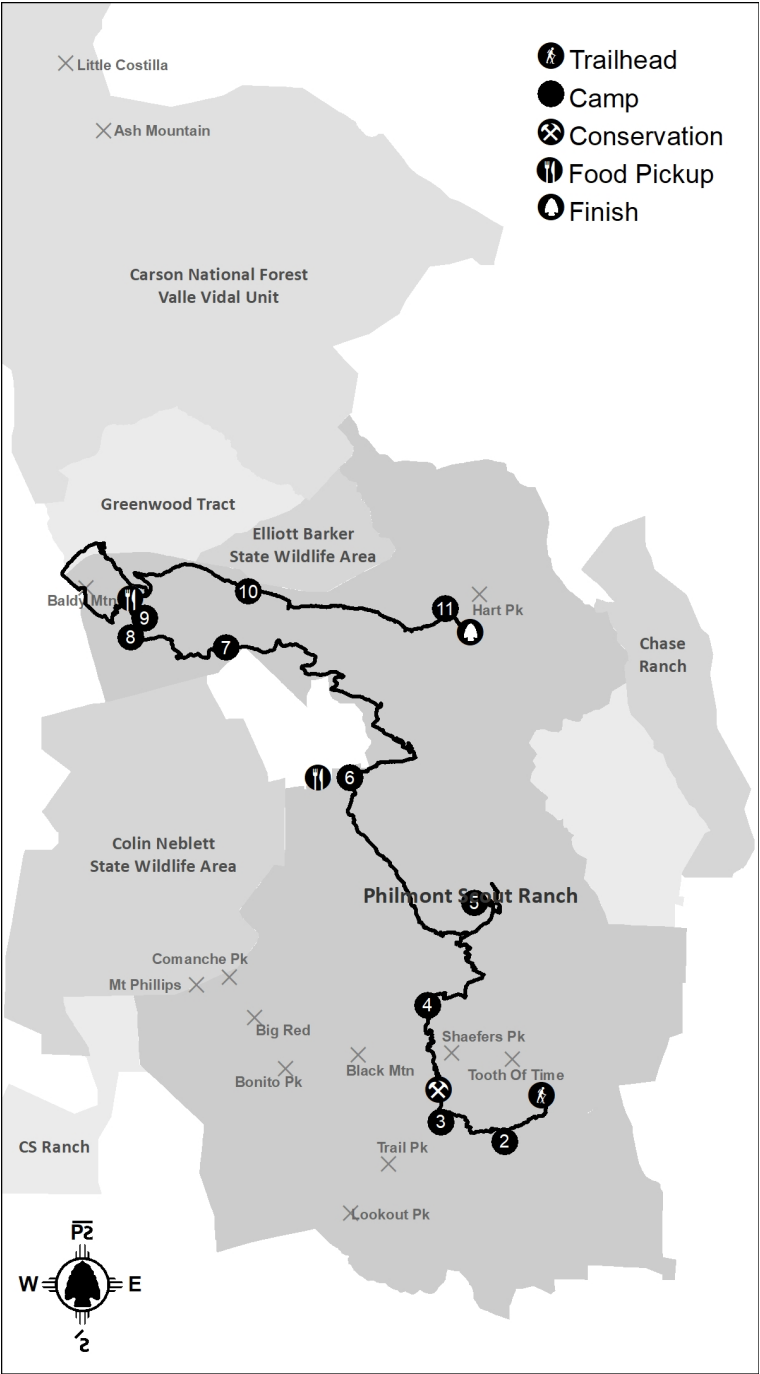 Little Costilla
Ash Mountain
Trailhead
Camp
Conservation
Food Pickup
Finish
Carson National Forest
Valle Vidal Unit
Greenwood Tract
Elliott Barker
State Wildlife Area
Baldy Mtn
10
11
Hart Pk
9
8
7
Chase
Ranch
6
Colin Neblett
State Wildlife Area
Philmont Scout Ranch
5
Comanche Pk
Mt Phillips
4
Big Red
Shaefers Pk
Black Mtn
Tooth Of Time
Bonito Pk
3
2
CS Ranch
Trail Pk
Lookout Pk
W
E